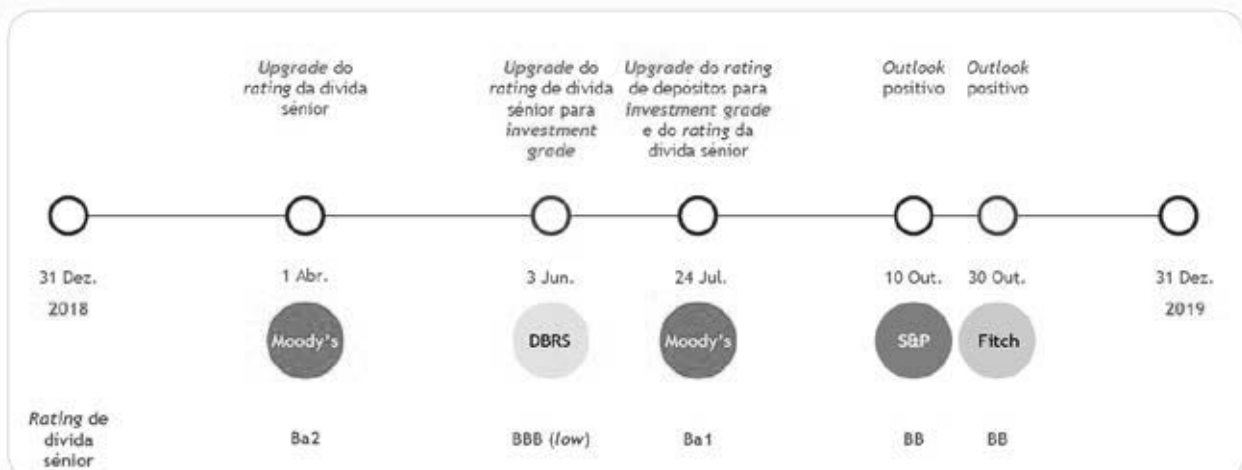 Upgrade do
rating da dívida
sénior
Upgrade do
rating de dívida
sénior para
investment
grade
Upgrade do rating
de depósitos para
investment grade
e do rating da
dívida sénior
Outlook
positivo
Outlook
positivo
31 Dez.
2018
1 Abr.
3 Jun.
24 Jul.
10 Out.
30 Out.
31 Dez.
2019
Moody's
DBRS
Moody's
S&P
Fitch
Rating de
dívida
sénior
Ba2
BBB (low)
Ba1
BB
BB